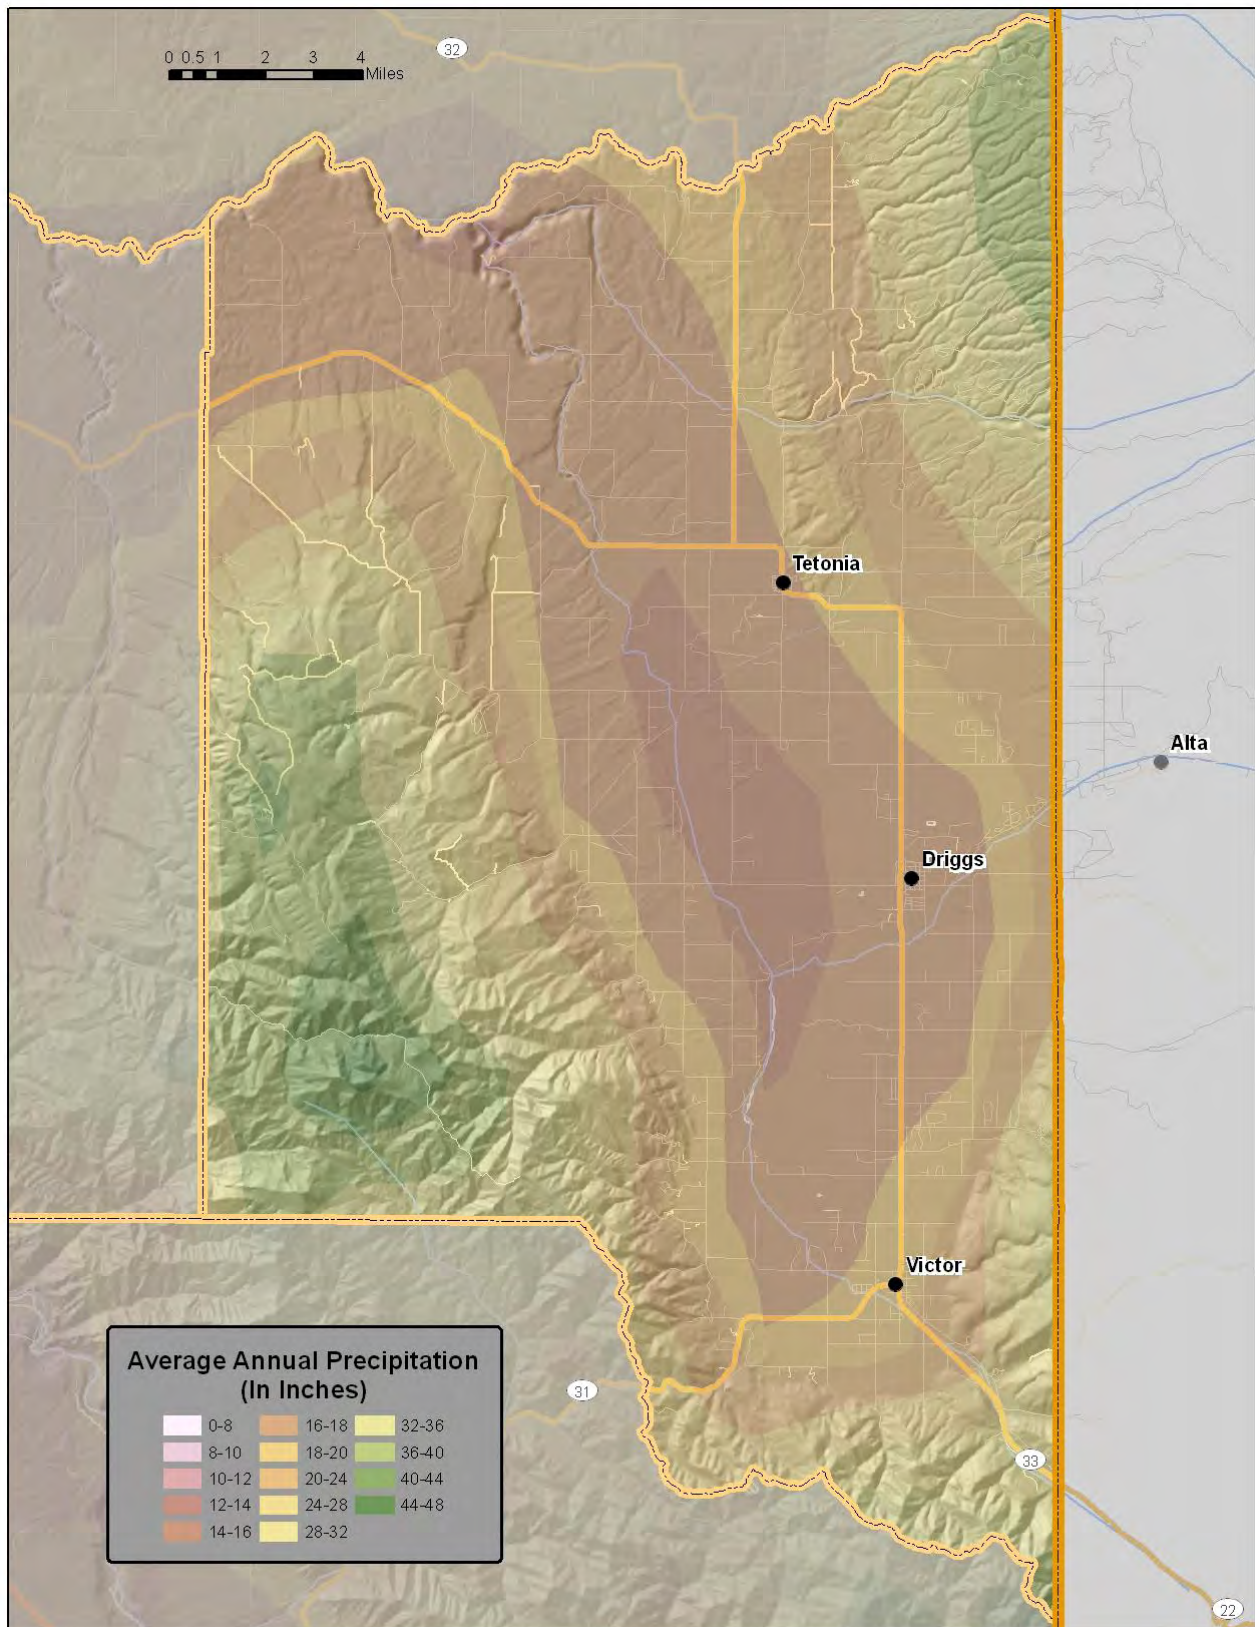 0 0.5 1 2 3 4
Miles
32
Tetonia
Alta
Driggs
Victor
Average Annual Precipitation
(In Inches)
0-8 16-18 32-36
8-10 18-20 36-40
10-12 20-24 40-44
12-14 24-28 44-48
14-16 28-32
31
33
22